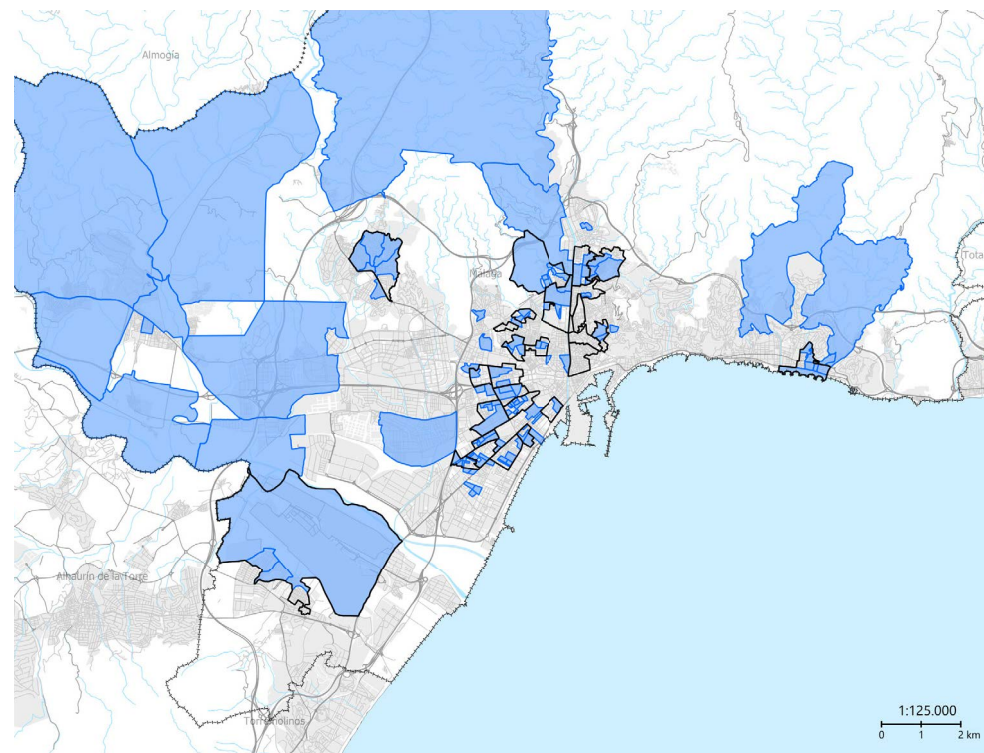 Almogía
Málaga
Tota
Alhaurín de la Torre
Torremolinos
1:125.000
0 1 2 km